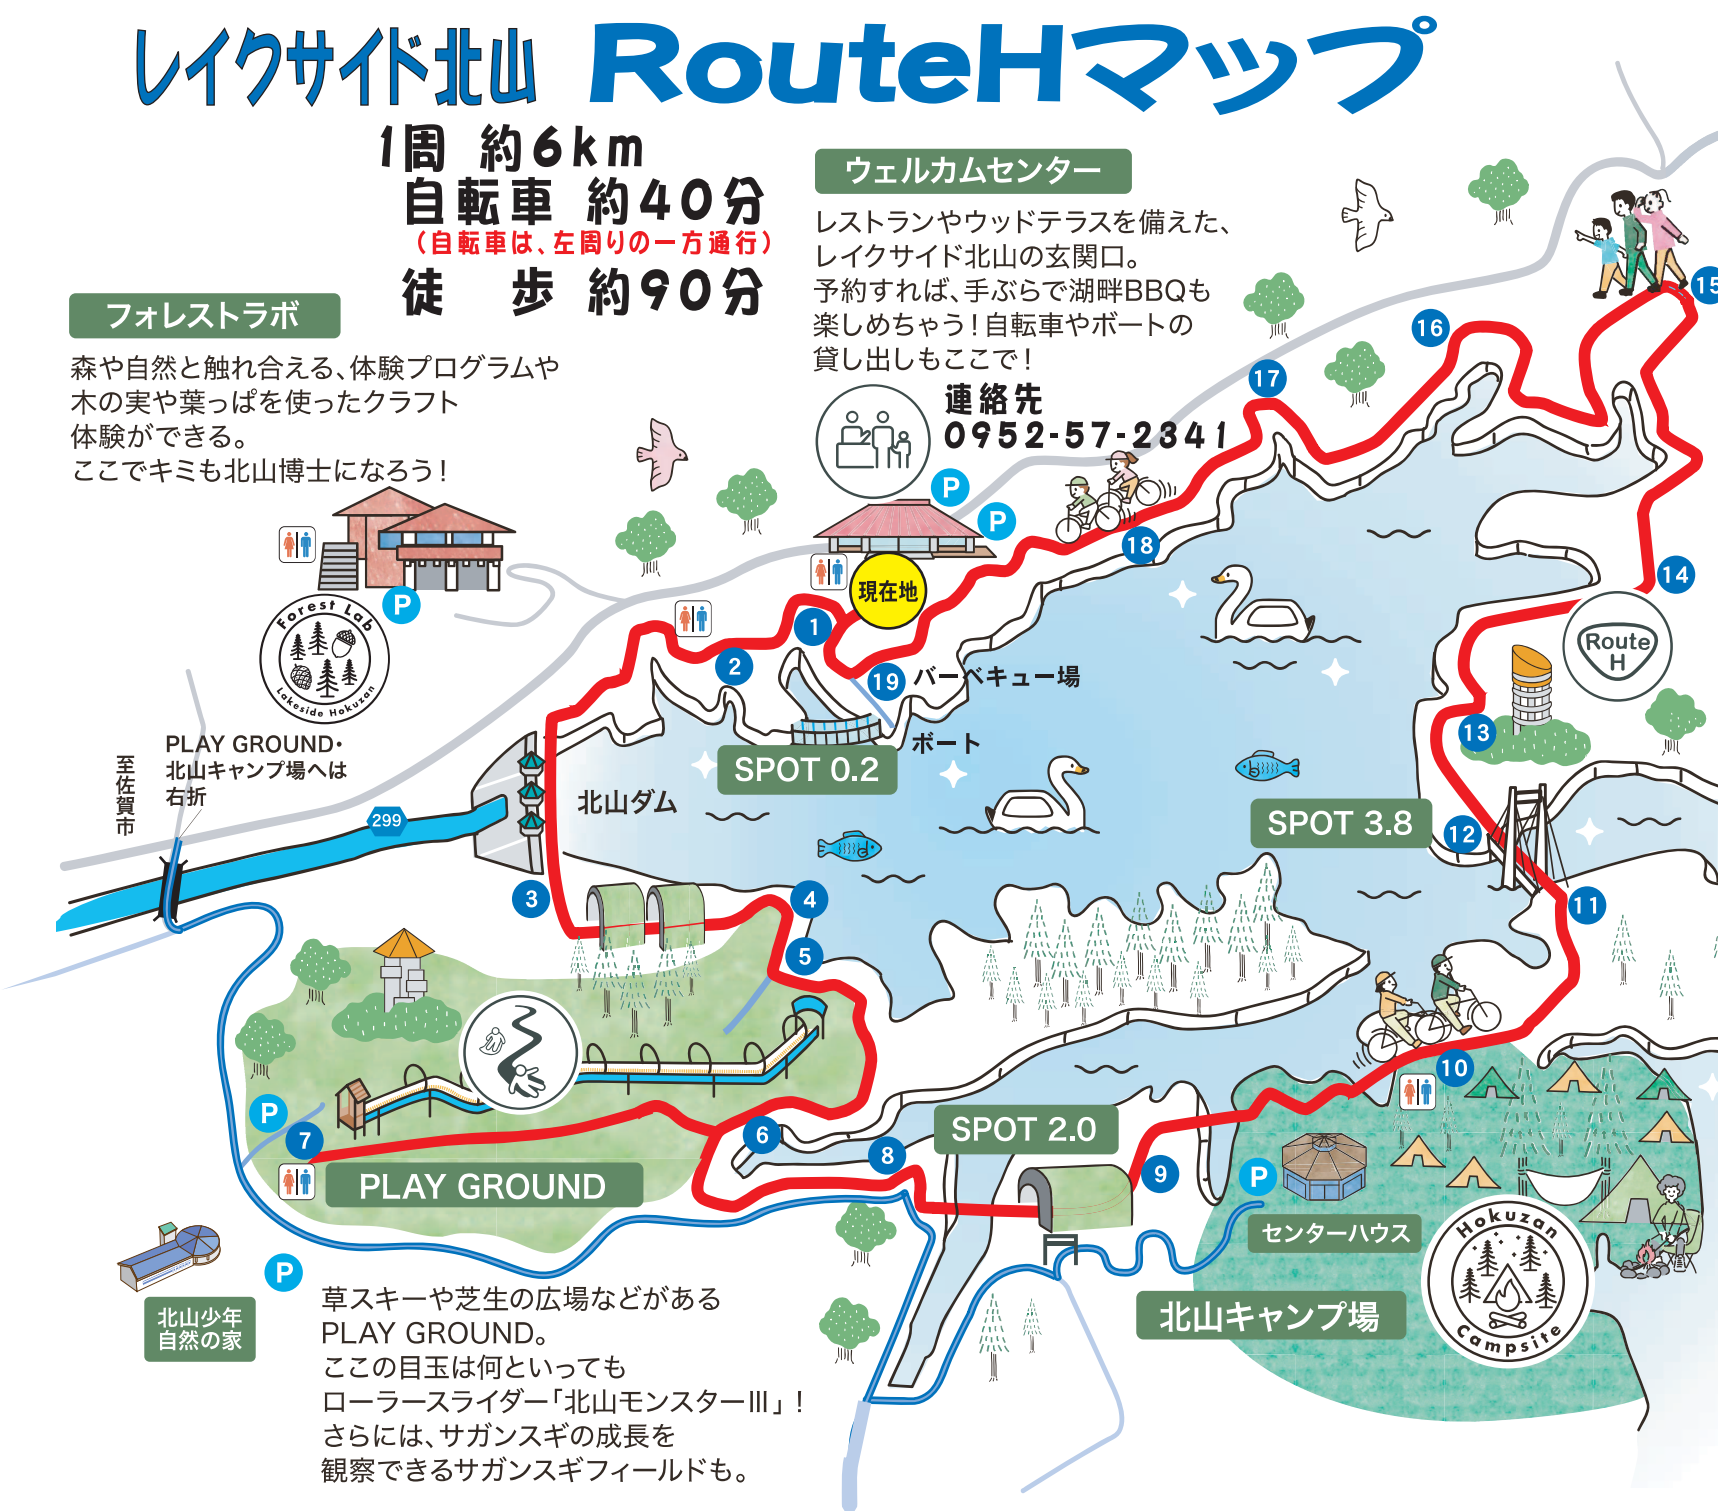 レイクサイド北山 RouteHマップ
1周 約6km
自転車 約40分
（自転車は、左周りの一方通行）
徒 歩 約90分
ウェルカムセンター
レストランやウッドテラスを備えた、
レイクサイド北山の玄関口。
予約すれば、手ぶらで湖畔BBQも
楽しめちゃう！自転車やボートの
貸し出しもここで！
連絡先
0952-57-2341
フォレストラボ
森や自然と触れ合える、体験プログラムや
木の実や葉っぱを使ったクラフト
体験ができる。
ここでキミも北山博士になろう！
P
P
P
現在地
Forest Lab
Lakeside Hokuzan
15
16
17
18
14
1
2
19
バーベキュー場
ボート
Route
H
13
SPOT 0.2
PLAY GROUND・
北山キャンプ場へは
右折
至佐賀市
299
北山ダム
SPOT 3.8
12
11
3
4
5
10
P
7
6
8
SPOT 2.0
9
P
PLAY GROUND
センターハウス
Hokuzan
Campsite
北山キャンプ場
P
北山少年
自然の家
草スキーや芝生の広場などがある
PLAY GROUND。
ここの目玉は何といっても
ローラースライダー「北山モンスターⅢ」！
さらには、サガンスギの成長を
観察できるサガンスギフィールドも。